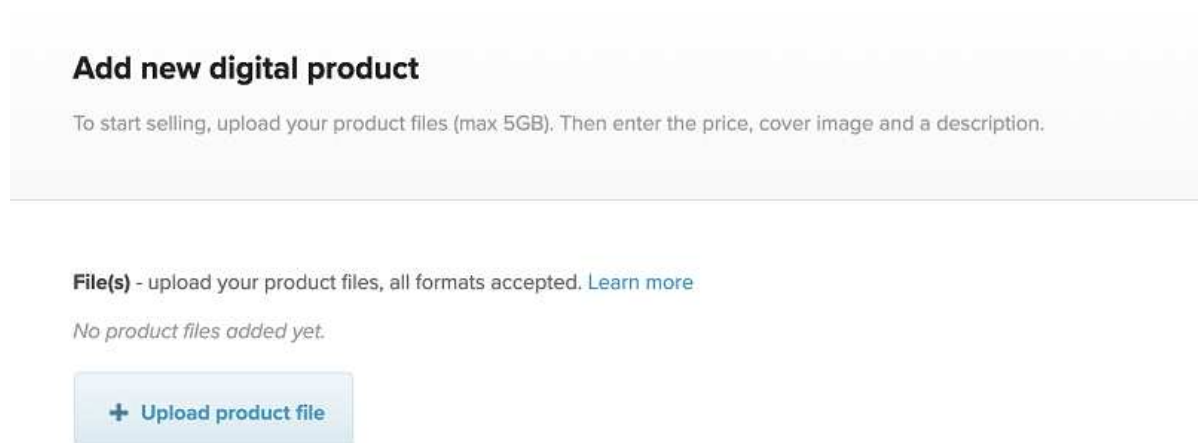 Add new digital product
To start selling, upload your product files (max 5GB). Then enter the price, cover image and a description.
File(s) - upload your product files, all formats accepted. Learn more
No product files added yet.
+ Upload product file